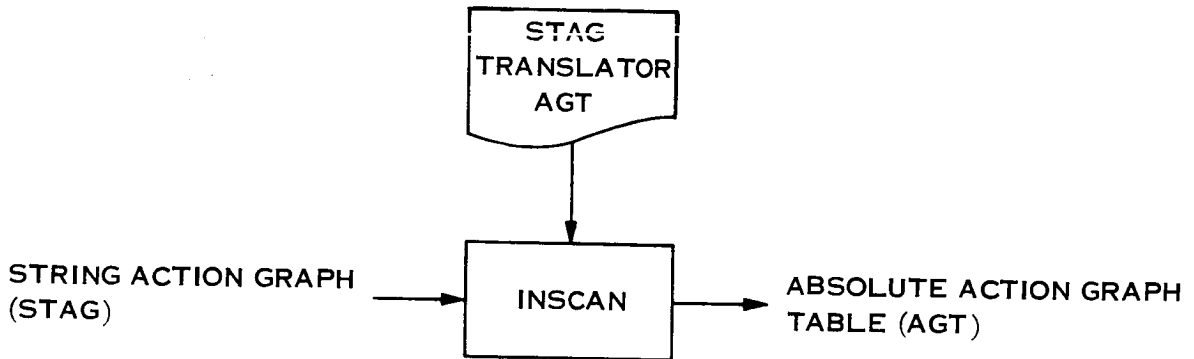 STAG
TRANSLATOR
AGT
STRING ACTION GRAPH
(STAG)
INSCAN
ABSOLUTE ACTION GRAPH
TABLE (AGT)